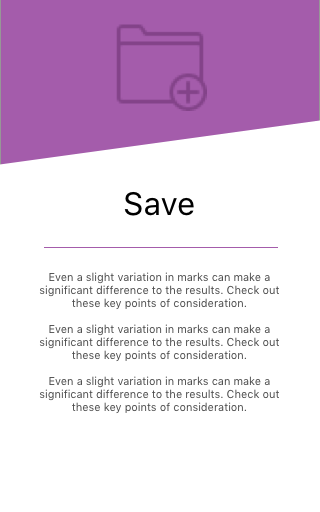 Save
Even a slight variation in marks can make a
significant difference to the results. Check out
these key points of consideration.
Even a slight variation in marks can make a
significant difference to the results. Check out
these key points of consideration.
Even a slight variation in marks can make a
significant difference to the results. Check out
these key points of consideration.